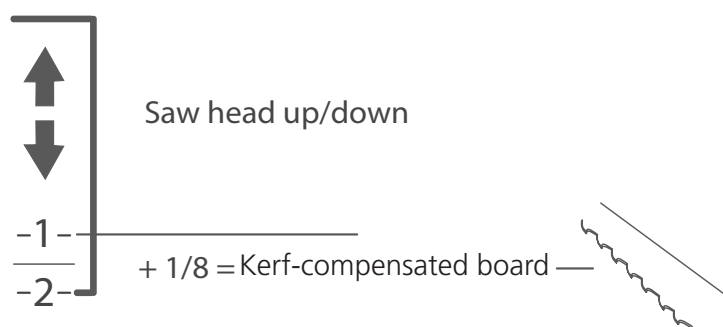 Saw head up/down
-1-
+ 1/8 = Kerf-compensated board
-2-